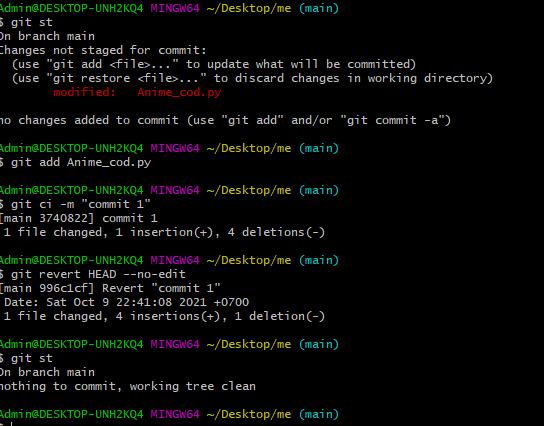 Admin@DESKTOP-UNH2KQ4 MINGW64 ~/Desktop/me (main)
$ git st
On branch main
Changes not staged for commit:
  (use "git add <file>..." to update what will be committed)
  (use "git restore <file>..." to discard changes in working directory)
        modified:   Anime_cod.py
no changes added to commit (use "git add" and/or "git commit -a")
Admin@DESKTOP-UNH2KQ4 MINGW64 ~/Desktop/me (main)
$ git add Anime_cod.py
Admin@DESKTOP-UNH2KQ4 MINGW64 ~/Desktop/me (main)
$ git ci -m "commit 1"
[main 3740822] commit 1
 1 file changed, 1 insertion(+), 4 deletions(-)
Admin@DESKTOP-UNH2KQ4 MINGW64 ~/Desktop/me (main)
$ git revert HEAD --no-edit
[main 996c1cf] Revert "commit 1"
 Date: Sat Oct 9 22:41:08 2021 +0700
 1 file changed, 4 insertions(+), 1 deletion(-)
Admin@DESKTOP-UNH2KQ4 MINGW64 ~/Desktop/me (main)
$ git st
On branch main
nothing to commit, working tree clean
Admin@DESKTOP-UNH2KQ4 MINGW64 ~/Desktop/me (main)
$